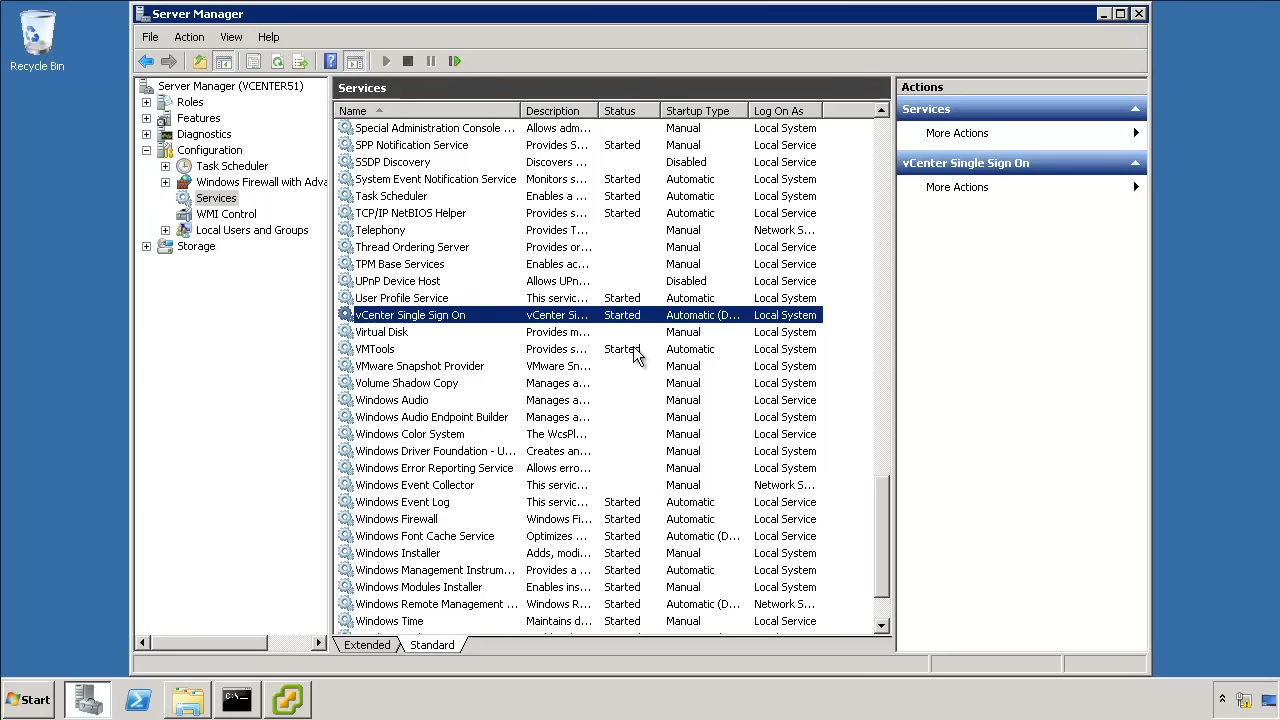 Recycle Bin
Server Manager
File Action View Help
Server Manager (VCENTER51)
Roles
Features
Diagnostics
Configuration
Task Scheduler
Windows Firewall with Adva
Services
WMI Control
Local Users and Groups
Storage
Services
Name Description Status Startup Type Log On As
Special Administration Console ... Allows adm... Manual Local System
SPP Notification Service Provides S... Started Manual Local Service
SSDP Discovery Discovers ... Disabled Local Service
System Event Notification Service Monitors s... Started Automatic Local System
Task Scheduler Enables a ... Started Automatic Local System
TCP/IP NetBIOS Helper Provides s... Started Automatic Local Service
Telephony Provides T... Manual Network S...
Thread Ordering Server Provides or... Manual Local Service
TPM Base Services Enables ac... Manual Local Service
UPnP Device Host Allows UPn... Disabled Local Service
User Profile Service This servic... Started Automatic Local System
vCenter Single Sign On vCenter Si... Started Automatic (D... Local System
Virtual Disk Provides m... Manual Local System
VMTools Provides s... Started Automatic Local System
VMware Snapshot Provider VMware Sn... Manual Local System
Volume Shadow Copy Manages a... Manual Local System
Windows Audio Manages a... Manual Local Service
Windows Audio Endpoint Builder Manages a... Manual Local System
Windows Color System The WcsPl... Manual Local Service
Windows Driver Foundation - U... Creates an... Manual Local System
Windows Error Reporting Service Allows erro... Manual Local System
Windows Event Collector This servic... Manual Network S...
Windows Event Log This servic... Started Automatic Local Service
Windows Firewall Windows Fi... Started Automatic Local Service
Windows Font Cache Service Optimizes ... Started Automatic (D... Local Service
Windows Installer Adds, modi... Started Manual Local System
Windows Management Instrum... Provides a ... Started Automatic Local System
Windows Modules Installer Enables ins... Started Manual Local System
Windows Remote Management ... Windows R... Started Automatic (D... Network S...
Windows Time Maintains d... Started Manual Local Service
Extended Standard
Actions
Services
More Actions
vCenter Single Sign On
More Actions
Start